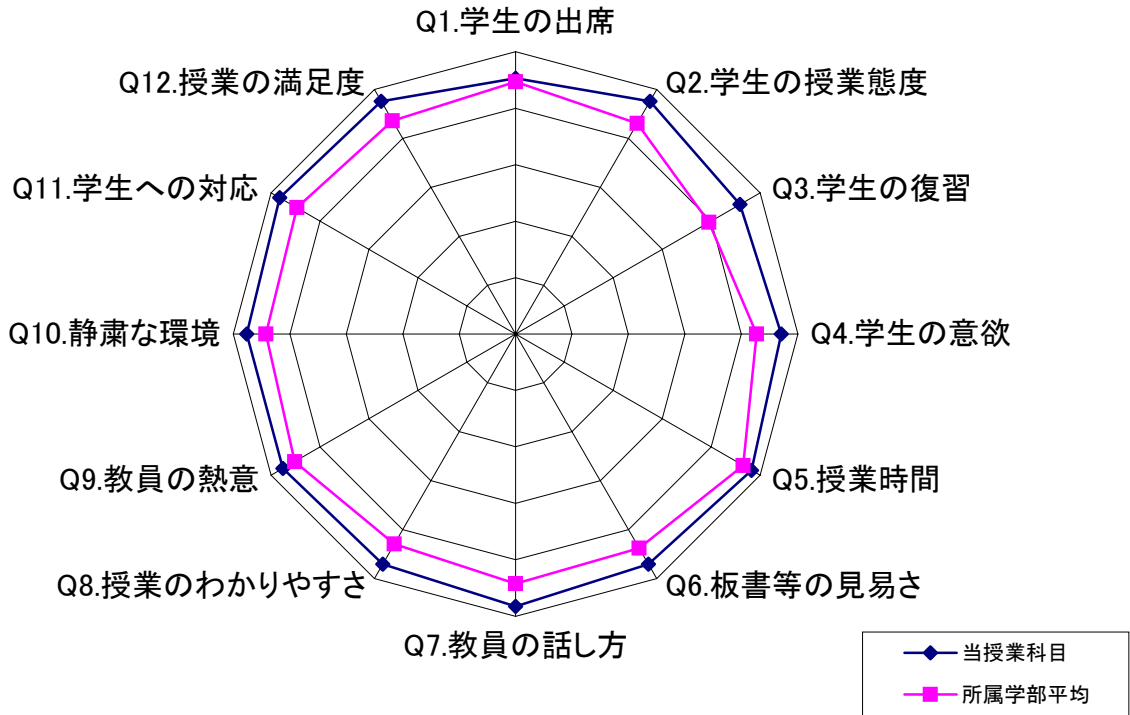 Q1.学生の出席
Q2.学生の授業態度
Q3.学生の復習
Q4.学生の意欲
Q5.授業時間
Q6.板書等の見易さ
Q7.教員の話し方
Q8.授業のわかりやすさ
Q9.教員の熱意
Q10.静粛な環境
Q11.学生への対応
Q12.授業の満足度
当授業科目
所属学部平均